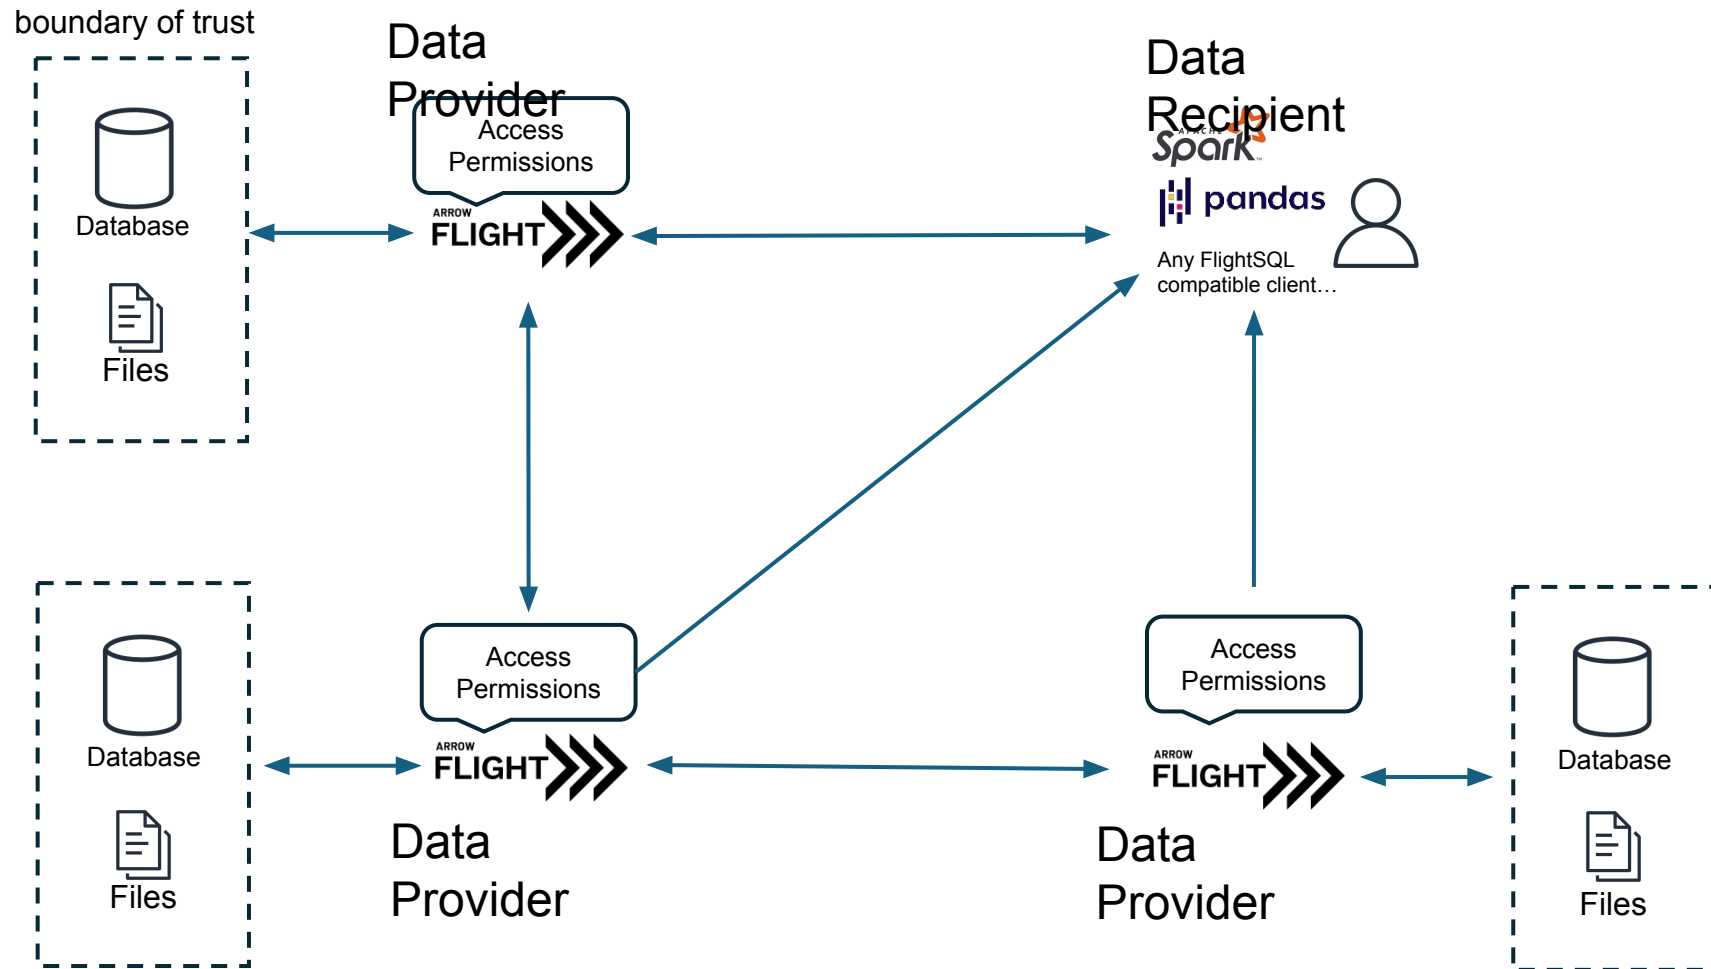 boundary of trust
Data
Provider
Access
Permissions
ARROW
FLIGHT
Database
Files
Data
Recipient
APACHE
Spark
TM
pandas
Any FlightSQL
compatible client…
Access
Permissions
ARROW
FLIGHT
Database
Files
Data
Provider
Access
Permissions
ARROW
FLIGHT
Data
Provider
Database
Files